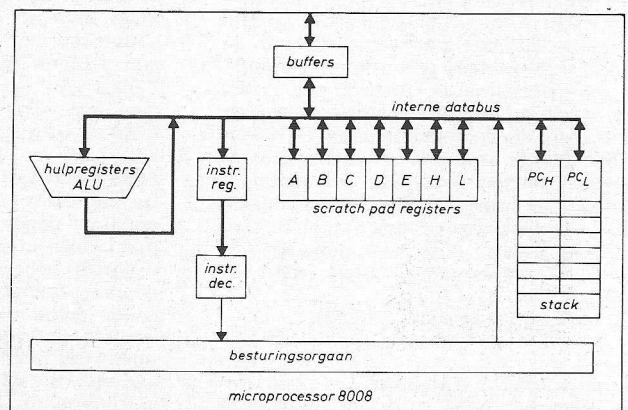 buffers
interne databus
hulpregisters
ALU
instr.
reg.
A B C D E H L
scratch pad registers
PCH PCL
instr.
dec.
stack
besturingsorgaan
microprocessor 8008